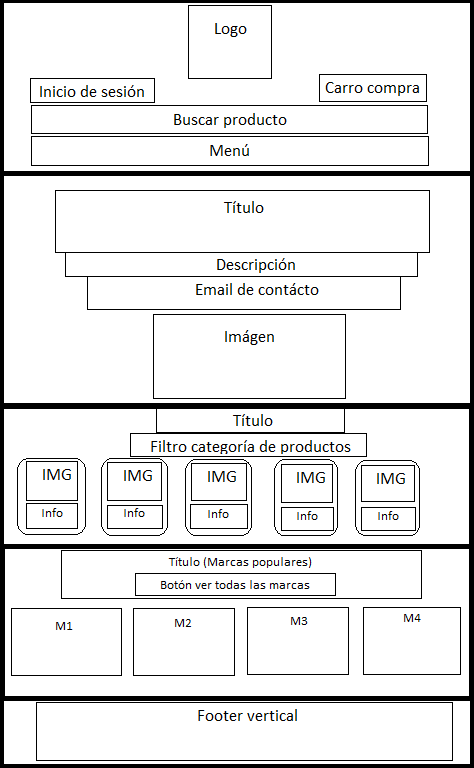 Logo
Inicio de sesión
Carro compra
Buscar producto
Menú
Título
Descripción
Email de contácto
Imágen
Título
Filtro categoría de productos
IMG
IMG
IMG
IMG
IMG
Info
Info
Info
Info
Info
Título (Marcas populares)
Botón ver todas las marcas
M1
M2
M3
M4
Footer vertical